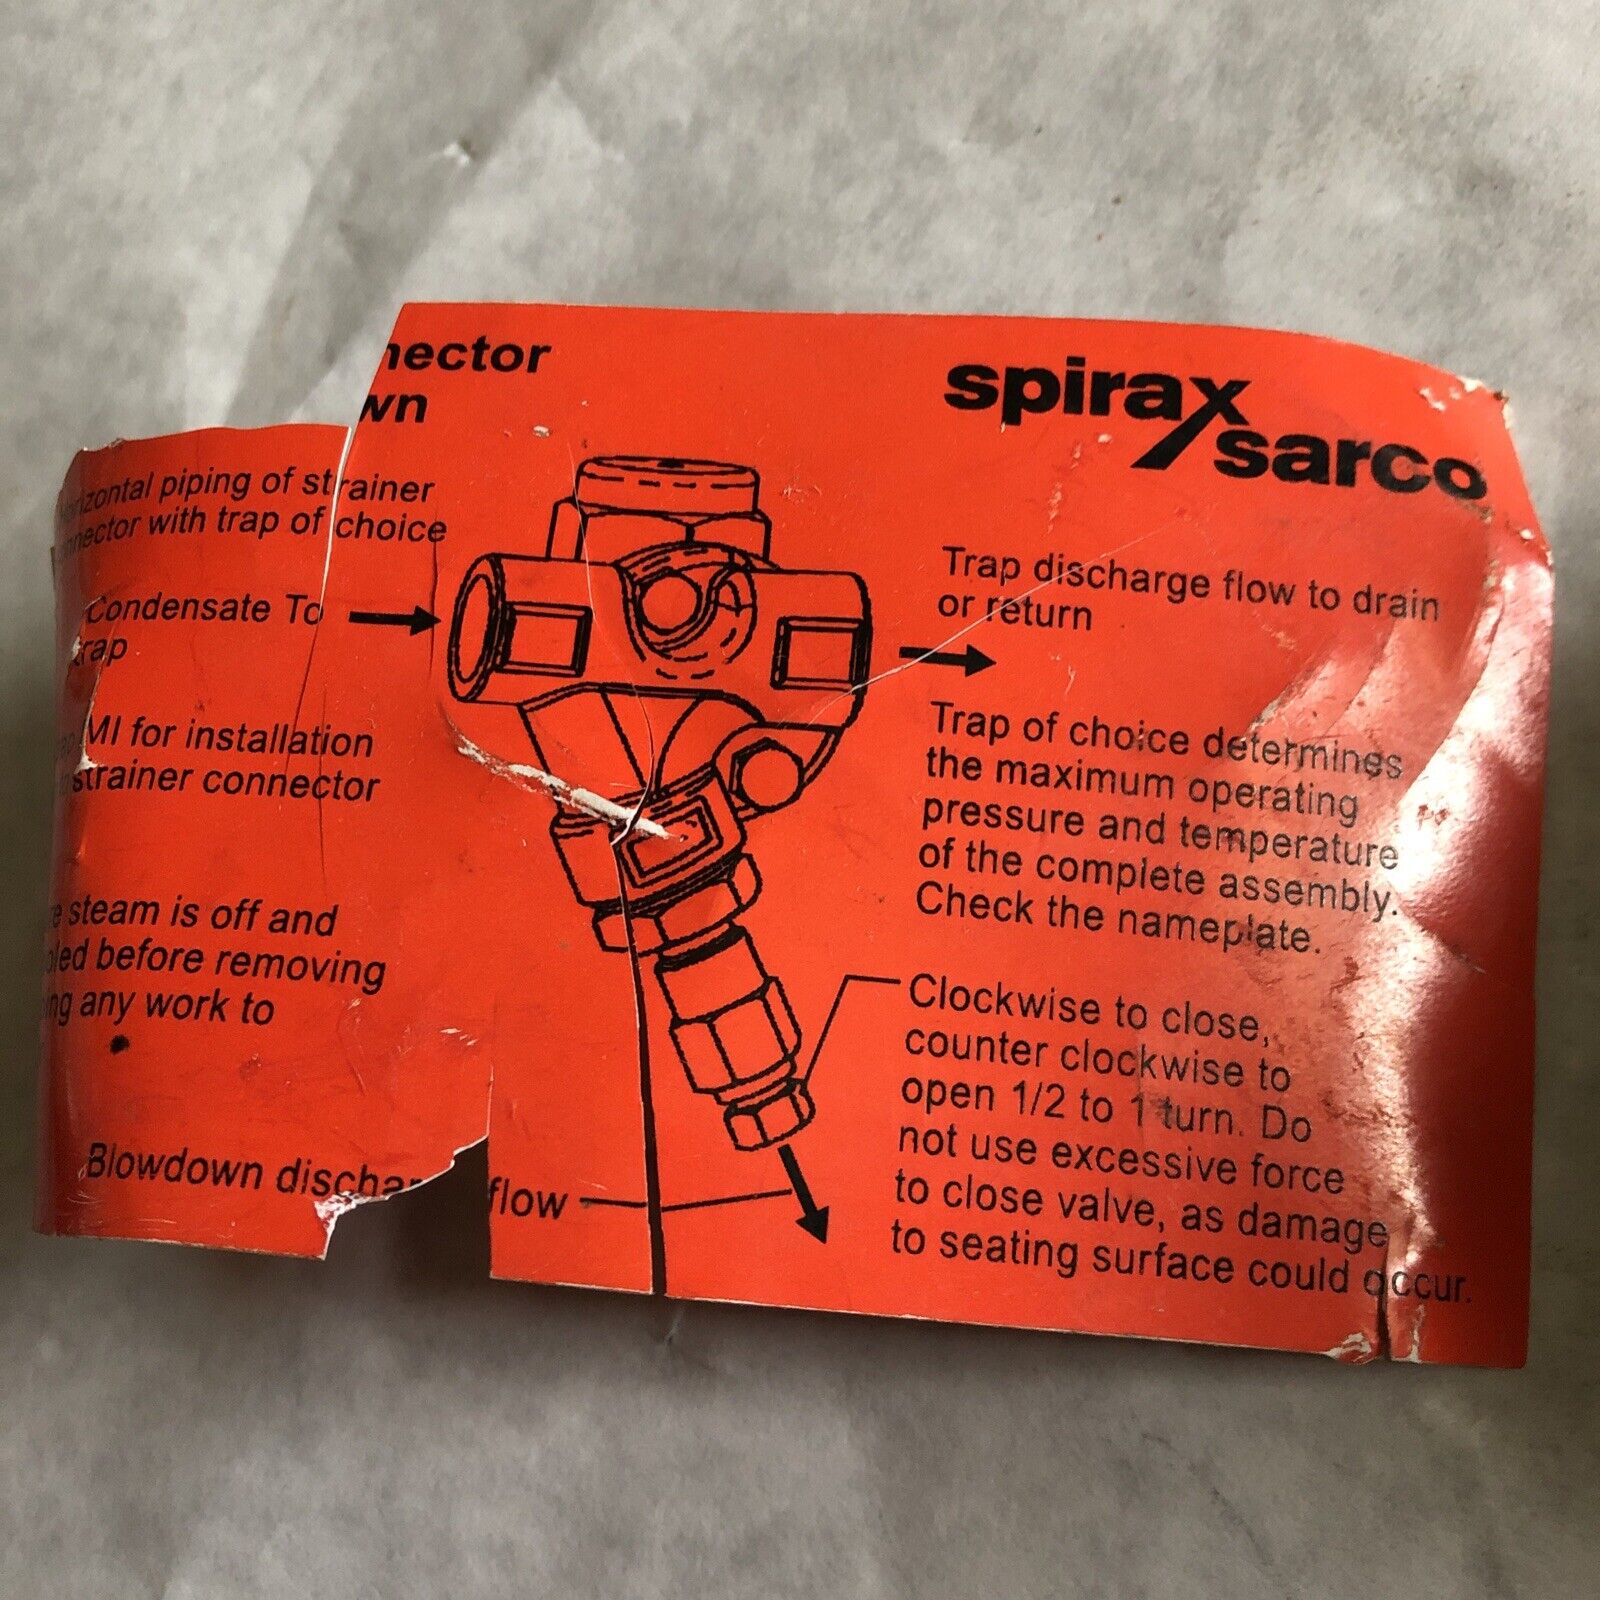 nector
wn
spirax
sarco
izontal piping of strainer
nnector with trap of choice
Condensate To
trap
MI for installation
strainer connector
steam is off and
led before removing
ng any work to
Blowdown dischar flow
Trap discharge flow to drain
or return
Trap of choice determines
the maximum operating
pressure and temperature
of the complete assembly.
Check the nameplate.
Clockwise to close,
counter clockwise to
open 1/2 to 1 turn. Do
not use excessive force
to close valve, as damage
to seating surface could occur.